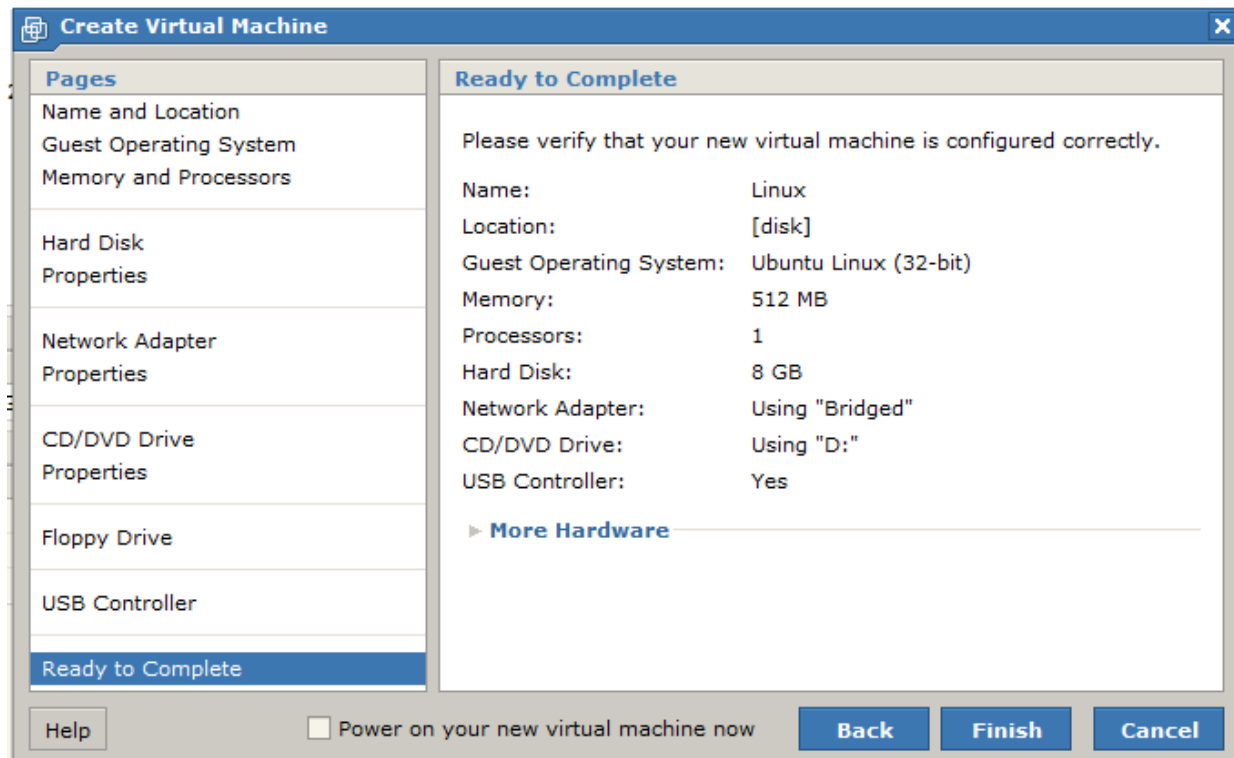 Create Virtual Machine
Pages
Name and Location
Guest Operating System
Memory and Processors
Hard Disk
Properties
Network Adapter
Properties
CD/DVD Drive
Properties
Floppy Drive
USB Controller
Ready to Complete
Ready to Complete
Please verify that your new virtual machine is configured correctly.
Name: Linux
Location: [disk]
Guest Operating System: Ubuntu Linux (32-bit)
Memory: 512 MB
Processors: 1
Hard Disk: 8 GB
Network Adapter: Using "Bridged"
CD/DVD Drive: Using "D:"
USB Controller: Yes
More Hardware
Help Power on your new virtual machine now Back Finish Cancel